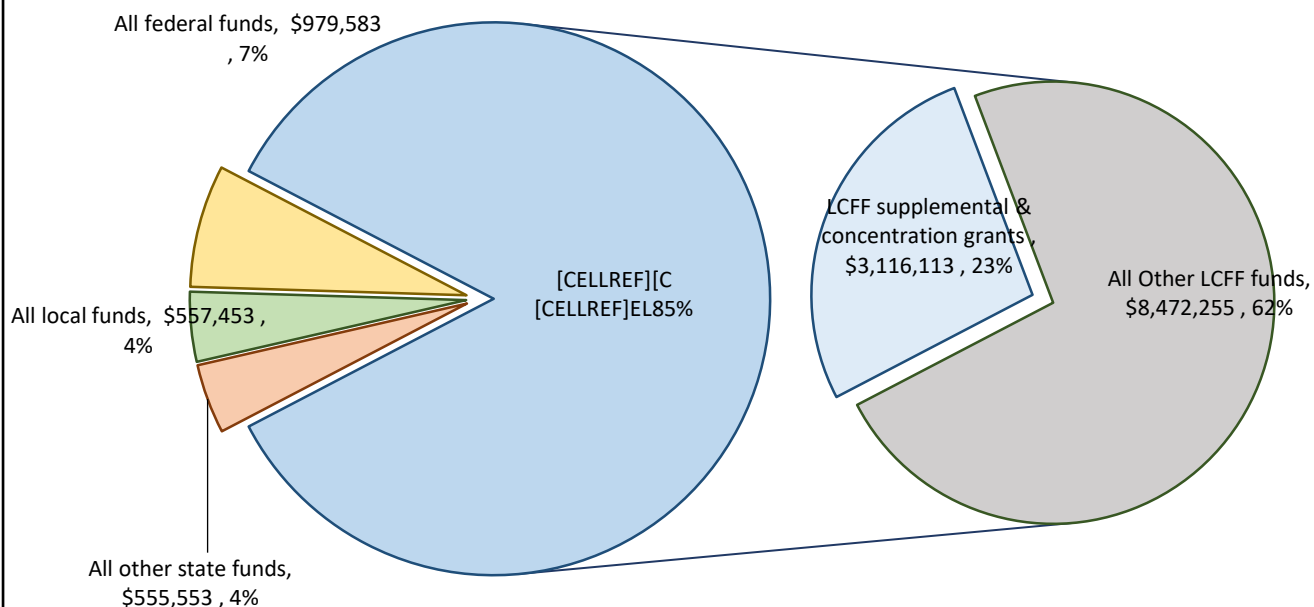 All federal funds, $979,583
, 7%
LCFF supplemental &
concentration grants ,
$3,116,113 , 23%
[CELLREF][C
[CELLREF]EL85%
All Other LCFF funds,
$8,472,255 , 62%
All local funds, $557,453 ,
4%
All other state funds,
$555,553 , 4%